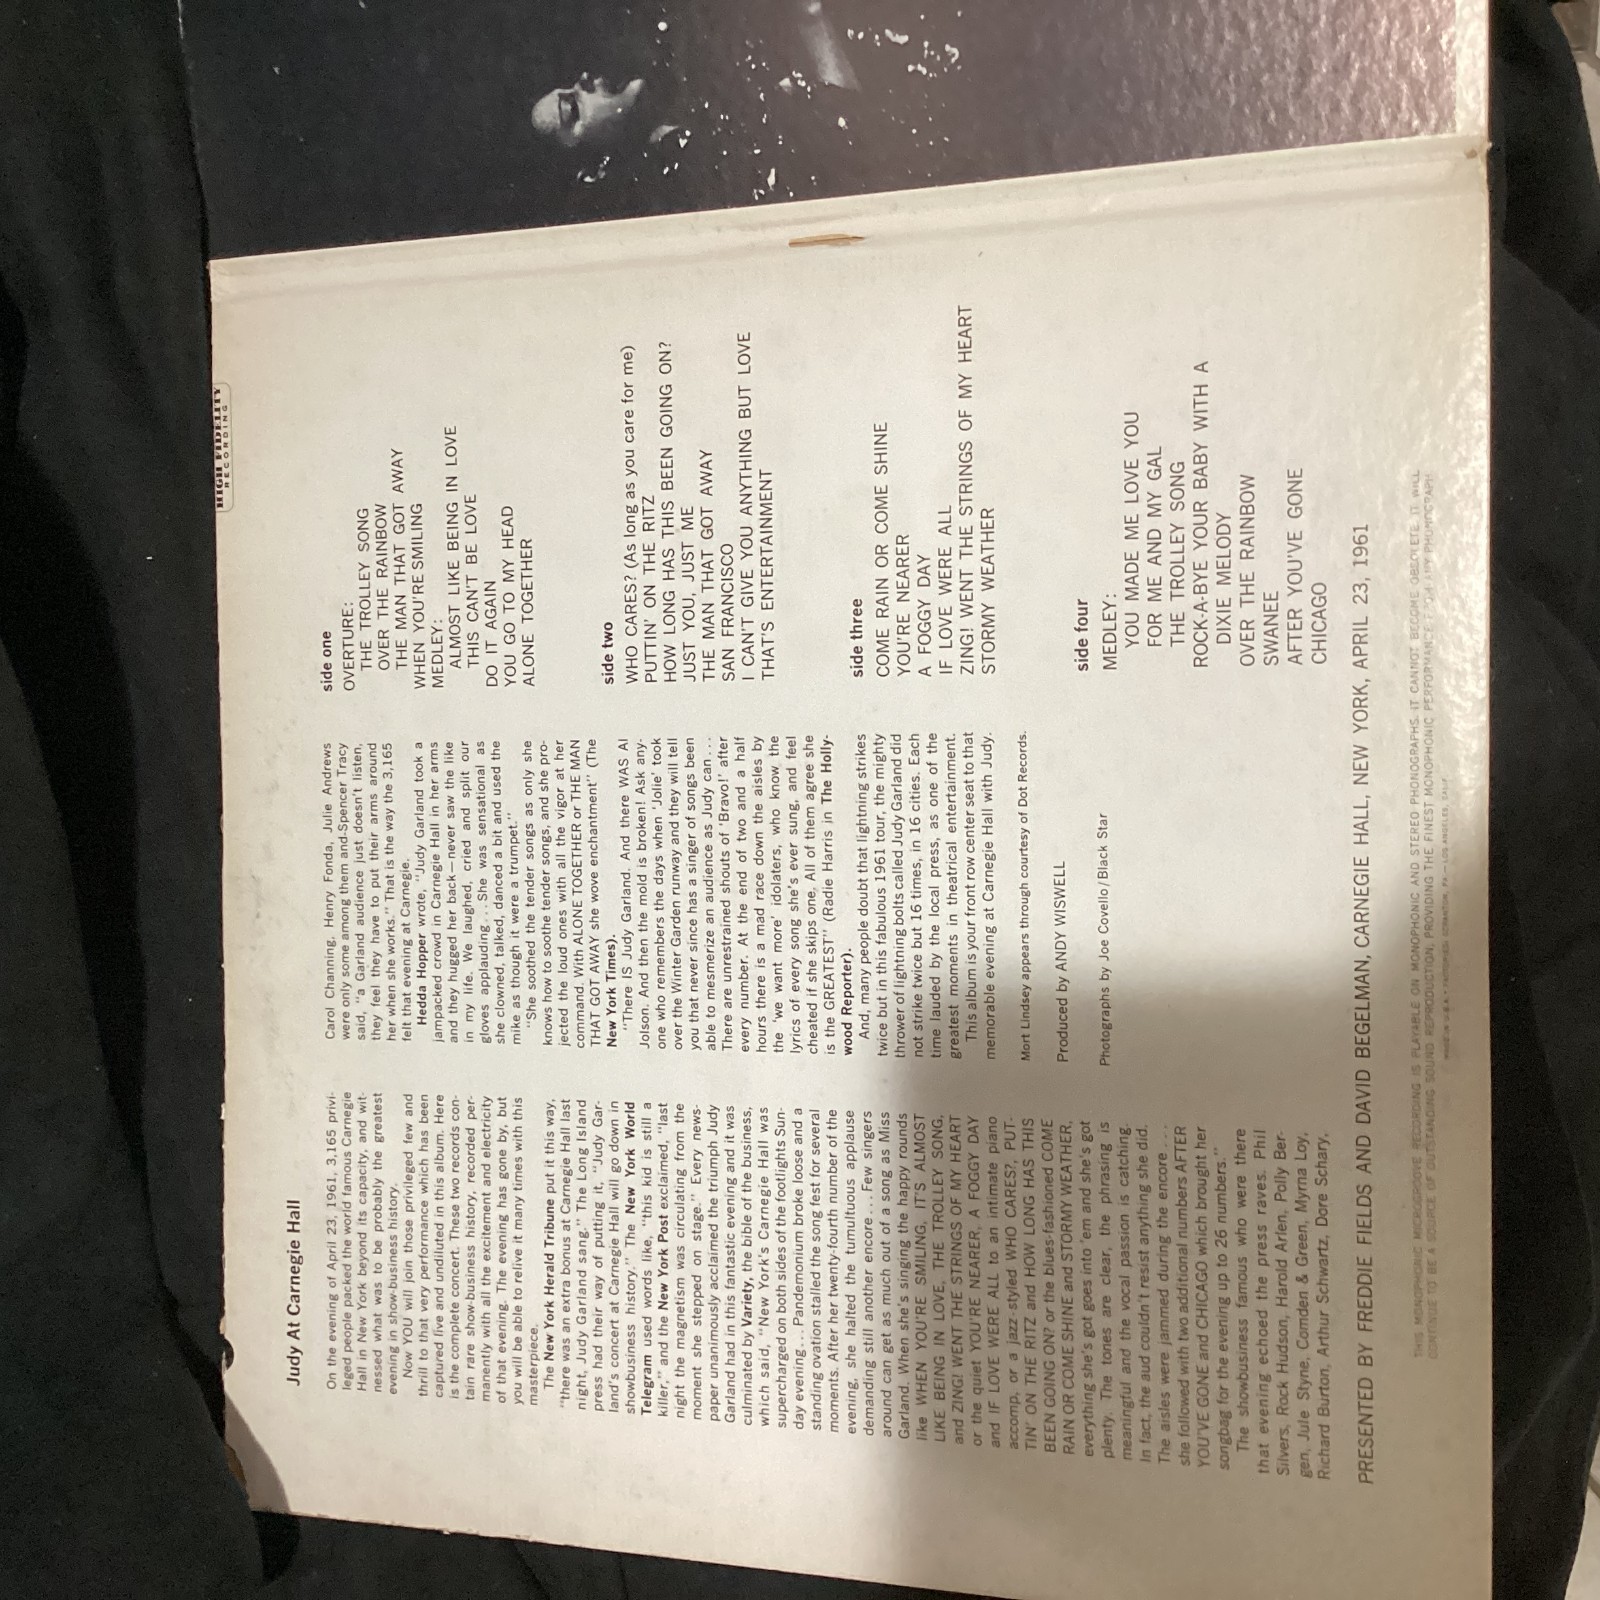 HIGH FIDELITY
RECORDING
Judy At Carnegie Hall
On the evening of April 23, 1961, 3,165 privi-
leged people packed the world famous Carnegie
Hall in New York beyond its capacity, and wit-
nessed what was to be probably the greatest
evening in show-business history.
Now YOU will join those privileged few and
thrill to that very performance which has been
captured live and undiluted in this album. Here
is the complete concert. These two records con-
tain rare show-business history, recorded per-
manently with all the excitement and electricity
of that evening. The evening has gone by, but
you will be able to relive it many times with this
masterpiece.
The New York Herald Tribune put it this way,
"there was an extra bonus at Carnegie Hall last
night, Judy Garland sang." The Long Island
press had their way of putting it, "Judy Gar-
land's concert at Carnegie Hall will go down in
showbusiness history." The New York World
Telegram used words like, "this kid is still a
killer," and the New York Post exclaimed, "last
night the magnetism was circulating from the
moment she stepped on stage." Every news-
paper unanimously acclaimed the triumph Judy
Garland had in this fantastic evening and it was
culminated by Variety, the bible of the business,
which said, "New York's Carnegie Hall was
supercharged on both sides of the footlights Sun-
day evening... Pandemonium broke loose and a
standing ovation stalled the song fest for several
moments. After her twenty-fourth number of the
evening, she halted the tumultuous applause
demanding still another encore... Few singers
around can get as much out of a song as Miss
Garland. When she's singing the happy rounds
like WHEN YOU'RE SMILING, IT'S ALMOST
LIKE BEING IN LOVE, THE TROLLEY SONG,
and ZING! WENT THE STRINGS OF MY HEART
or the quiet YOU'RE NEARER, A FOGGY DAY
and IF LOVE WERE ALL to an intimate piano
accomp, or a jazz-styled WHO CARES?, PUT-
TIN' ON THE RITZ and HOW LONG HAS THIS
BEEN GOING ON? or the blues-fashioned COME
RAIN OR COME SHINE and STORMY WEATHER,
everything she's got goes into 'em and she's got
plenty. The tones are clear, the phrasing is
meaningful and the vocal passion is catching.
In fact, the aud couldn't resist anything she did.
The aisles were jammed during the encore....
she followed with two additional numbers AFTER
YOU'VE GONE and CHICAGO which brought her
songbag for the evening up to 26 numbers."
The showbusiness famous who were there
that evening echoed the press raves. Phil
Silvers, Rock Hudson, Harold Arlen, Polly Ber-
gen, Jule Styne, Comden & Green, Myrna Loy,
Richard Burton, Arthur Schwartz, Dore Schary,
Carol Channing, Henry Fonda, Julie Andrews
were only some among them and Spencer Tracy
said, "a Garland audience just doesn't listen,
they feel they have to put their arms around
her when she works." That is the way the 3,165
felt that evening at Carnegie.
Hedda Hopper wrote, "Judy Garland took a
jampacked crowd in Carnegie Hall in her arms
and they hugged her back—never saw the like
in my life. We laughed, cried and split our
gloves applauding... She was sensational as
she clowned, talked, danced a bit and used the
mike as though it were a trumpet."
"She soothed the tender songs as only she
knows how to soothe tender songs, and she pro-
jected the loud ones with all the vigor at her
command. With ALONE TOGETHER or THE MAN
THAT GOT AWAY she wove enchantment" (The
New York Times).
"There IS Judy Garland. And there WAS Al
Jolson. And then the mold is broken! Ask any-
one who remembers the days when 'Jolie' took
over the Winter Garden runway and they will tell
you that never since has a singer of songs been
able to mesmerize an audience as Judy can....
There are unrestrained shouts of 'Bravo!' after
every number. At the end of two and a half
hours there is a mad race down the aisles by
the 'we want more' idolaters, who know the
lyrics of every song she's ever sung, and feel
cheated if she skips one. All of them agree she
is the GREATEST" (Radie Harris in The Holly-
wood Reporter).
And, many people doubt that lightning strikes
twice but in this fabulous 1961 tour, the mighty
thrower of lightning bolts called Judy Garland did
not strike twice but 16 times, in 16 cities. Each
time lauded by the local press, as one of the
greatest moments in theatrical entertainment.
This album is your front row center seat to that
memorable evening at Carnegie Hall with Judy.
Mort Lindsey appears through courtesy of Dot Records.
Produced by ANDY WISWELL
Photographs by Joe Covello/Black Star
side one
OVERTURE:
THE TROLLEY SONG
OVER THE RAINBOW
THE MAN THAT GOT AWAY
WHEN YOU'RE SMILING
MEDLEY:
ALMOST LIKE BEING IN LOVE
THIS CAN'T BE LOVE
DO IT AGAIN
YOU GO TO MY HEAD
ALONE TOGETHER
side two
WHO CARES? (As long as you care for me)
PUTTIN' ON THE RITZ
HOW LONG HAS THIS BEEN GOING ON?
JUST YOU, JUST ME
THE MAN THAT GOT AWAY
SAN FRANCISCO
I CAN'T GIVE YOU ANYTHING BUT LOVE
THAT'S ENTERTAINMENT
side three
COME RAIN OR COME SHINE
YOU'RE NEARER
A FOGGY DAY
IF LOVE WERE ALL
ZING! WENT THE STRINGS OF MY HEART
STORMY WEATHER
side four
MEDLEY:
YOU MADE ME LOVE YOU
FOR ME AND MY GAL
THE TROLLEY SONG
ROCK-A-BYE YOUR BABY WITH A
DIXIE MELODY
OVER THE RAINBOW
SWANEE
AFTER YOU'VE GONE
CHICAGO
PRESENTED BY FREDDIE FIELDS AND DAVID BEGELMAN, CARNEGIE HALL, NEW YORK, APRIL 23, 1961
THIS MONOPHONIC MICROGROOVE RECORDING IS PLAYABLE ON MONOPHONIC AND STEREO PHONOGRAPHS. IT CANNOT BECOME OBSOLETE. IT WILL
CONTINUE TO BE A SOURCE OF OUTSTANDING SOUND REPRODUCTION, PROVIDING THE FINEST MONOPHONIC PERFORMANCE FROM ANY PHONOGRAPH.